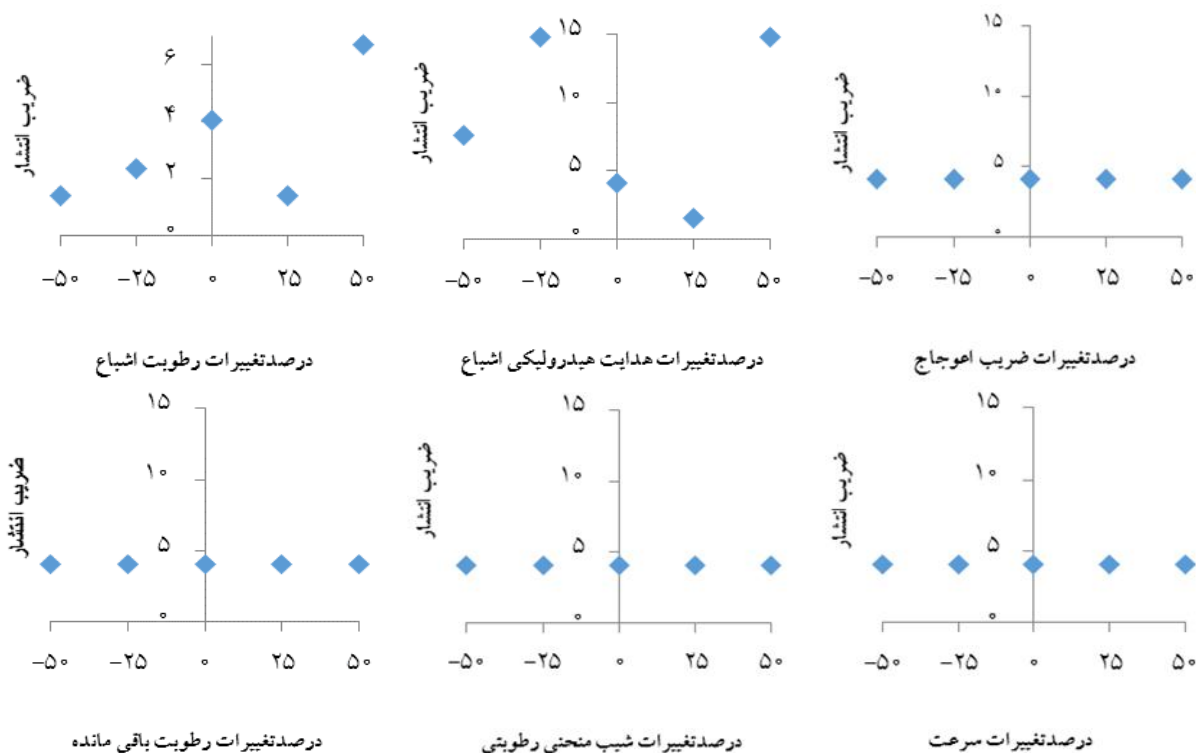 ضریب انتشار
۱۵
۱۰
۵
۰
–۵۰ –۲۵ ۰ ۲۵ ۵۰
درصدتغییرات ضریب اعوجاج
ضریب انتشار
۱۵
۱۰
۵
۰
–۵۰ –۲۵ ۰ ۲۵ ۵۰
درصدتغییرات هدایت هیدرولیکی اشباع
ضریب انتشار
۶
۴
۲
۰
–۵۰ –۲۵ ۰ ۲۵ ۵۰
درصدتغییرات رطوبت اشباع
ضریب انتشار
۱۵
۱۰
۵
۰
–۵۰ –۲۵ ۰ ۲۵ ۵۰
درصدتغییرات سرعت
ضریب انتشار
۱۵
۱۰
۵
۰
–۵۰ –۲۵ ۰ ۲۵ ۵۰
درصدتغییرات شیب منحنی رطوبتی
ضریب انتشار
۱۵
۱۰
۵
۰
–۵۰ –۲۵ ۰ ۲۵ ۵۰
درصدتغییرات رطوبت باقی مانده